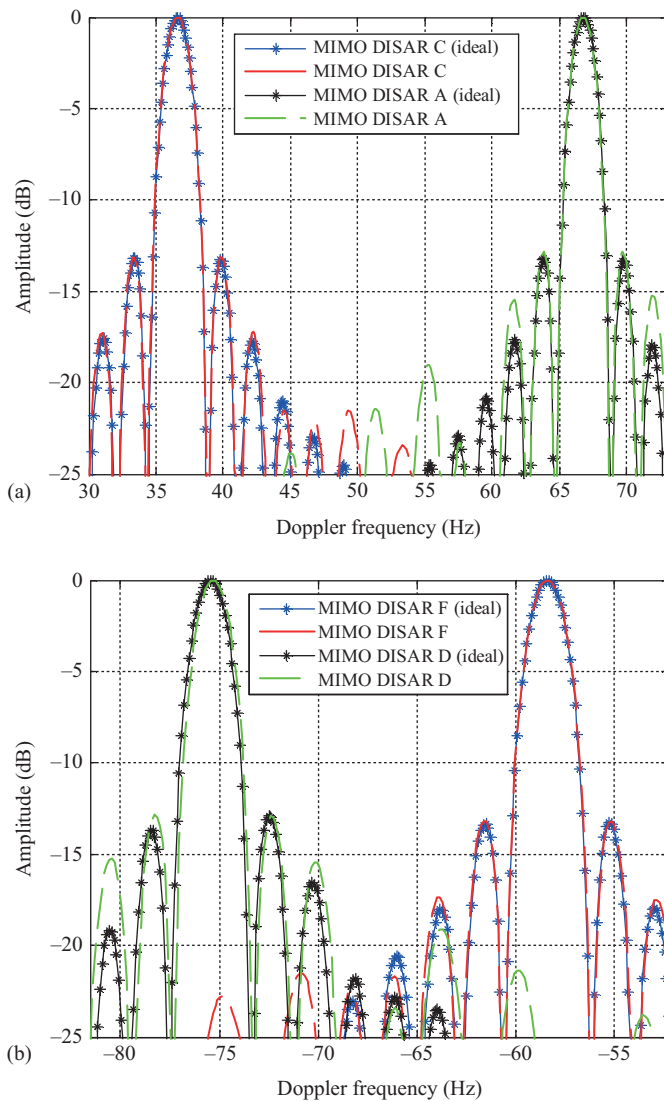 0
−5
−10
−15
−20
−25
Amplitude (dB)
MIMO DISAR C (ideal)
MIMO DISAR C
MIMO DISAR A (ideal)
MIMO DISAR A
30 35 40 45 50 55 60 65 70
(a)
Doppler frequency (Hz)
0
−5
−10
−15
−20
−25
Amplitude (dB)
MIMO DISAR F (ideal)
MIMO DISAR F
MIMO DISAR D (ideal)
MIMO DISAR D
−80 −75 −70 −65 −60 −55
(b)
Doppler frequency (Hz)